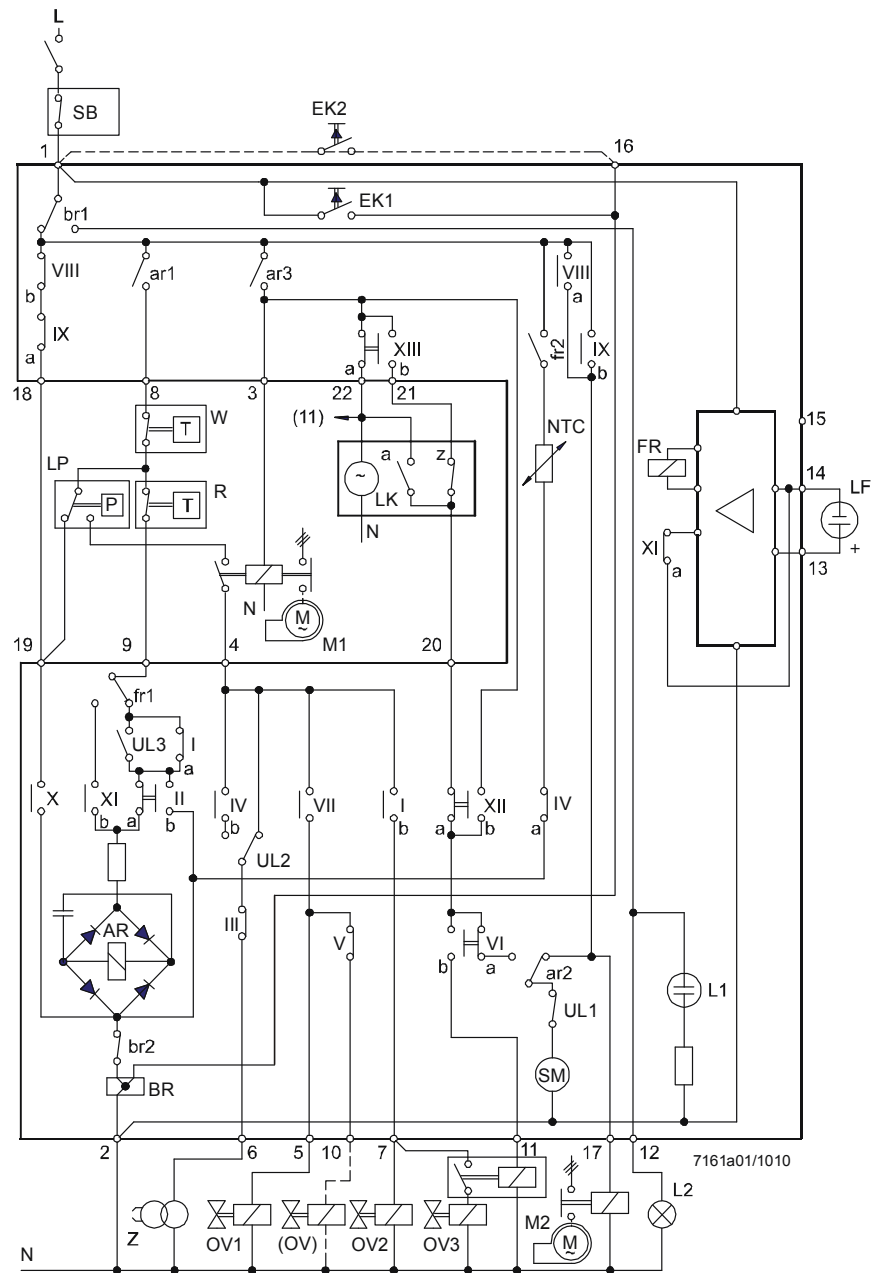 L
SB
EK2
1
16
EK1
br1
VIII
ar1
ar3
VIII
b
a
IX
XIII
fr2
IX
a
a
b
b
18
8
3
22
21
15
W
T
(11)
NTC
FR
14
LP
a
z
LF
P
R
T
~
LK
XI
a
+
N
13
N
M
~
M1
19
9
4
20
fr1
UL3
I
a
X
XI
II
IV
VII
I
XII
IV
b
a
b
b
b
a
b
a
UL2
AR
III
V
VI
b
a
ar2
L1
UL1
br2
SM
BR
2
6
5
10
7
11
17
12
7161a01/1010
L2
Z
OV1
(OV)
OV2
OV3
M2
M
~
N